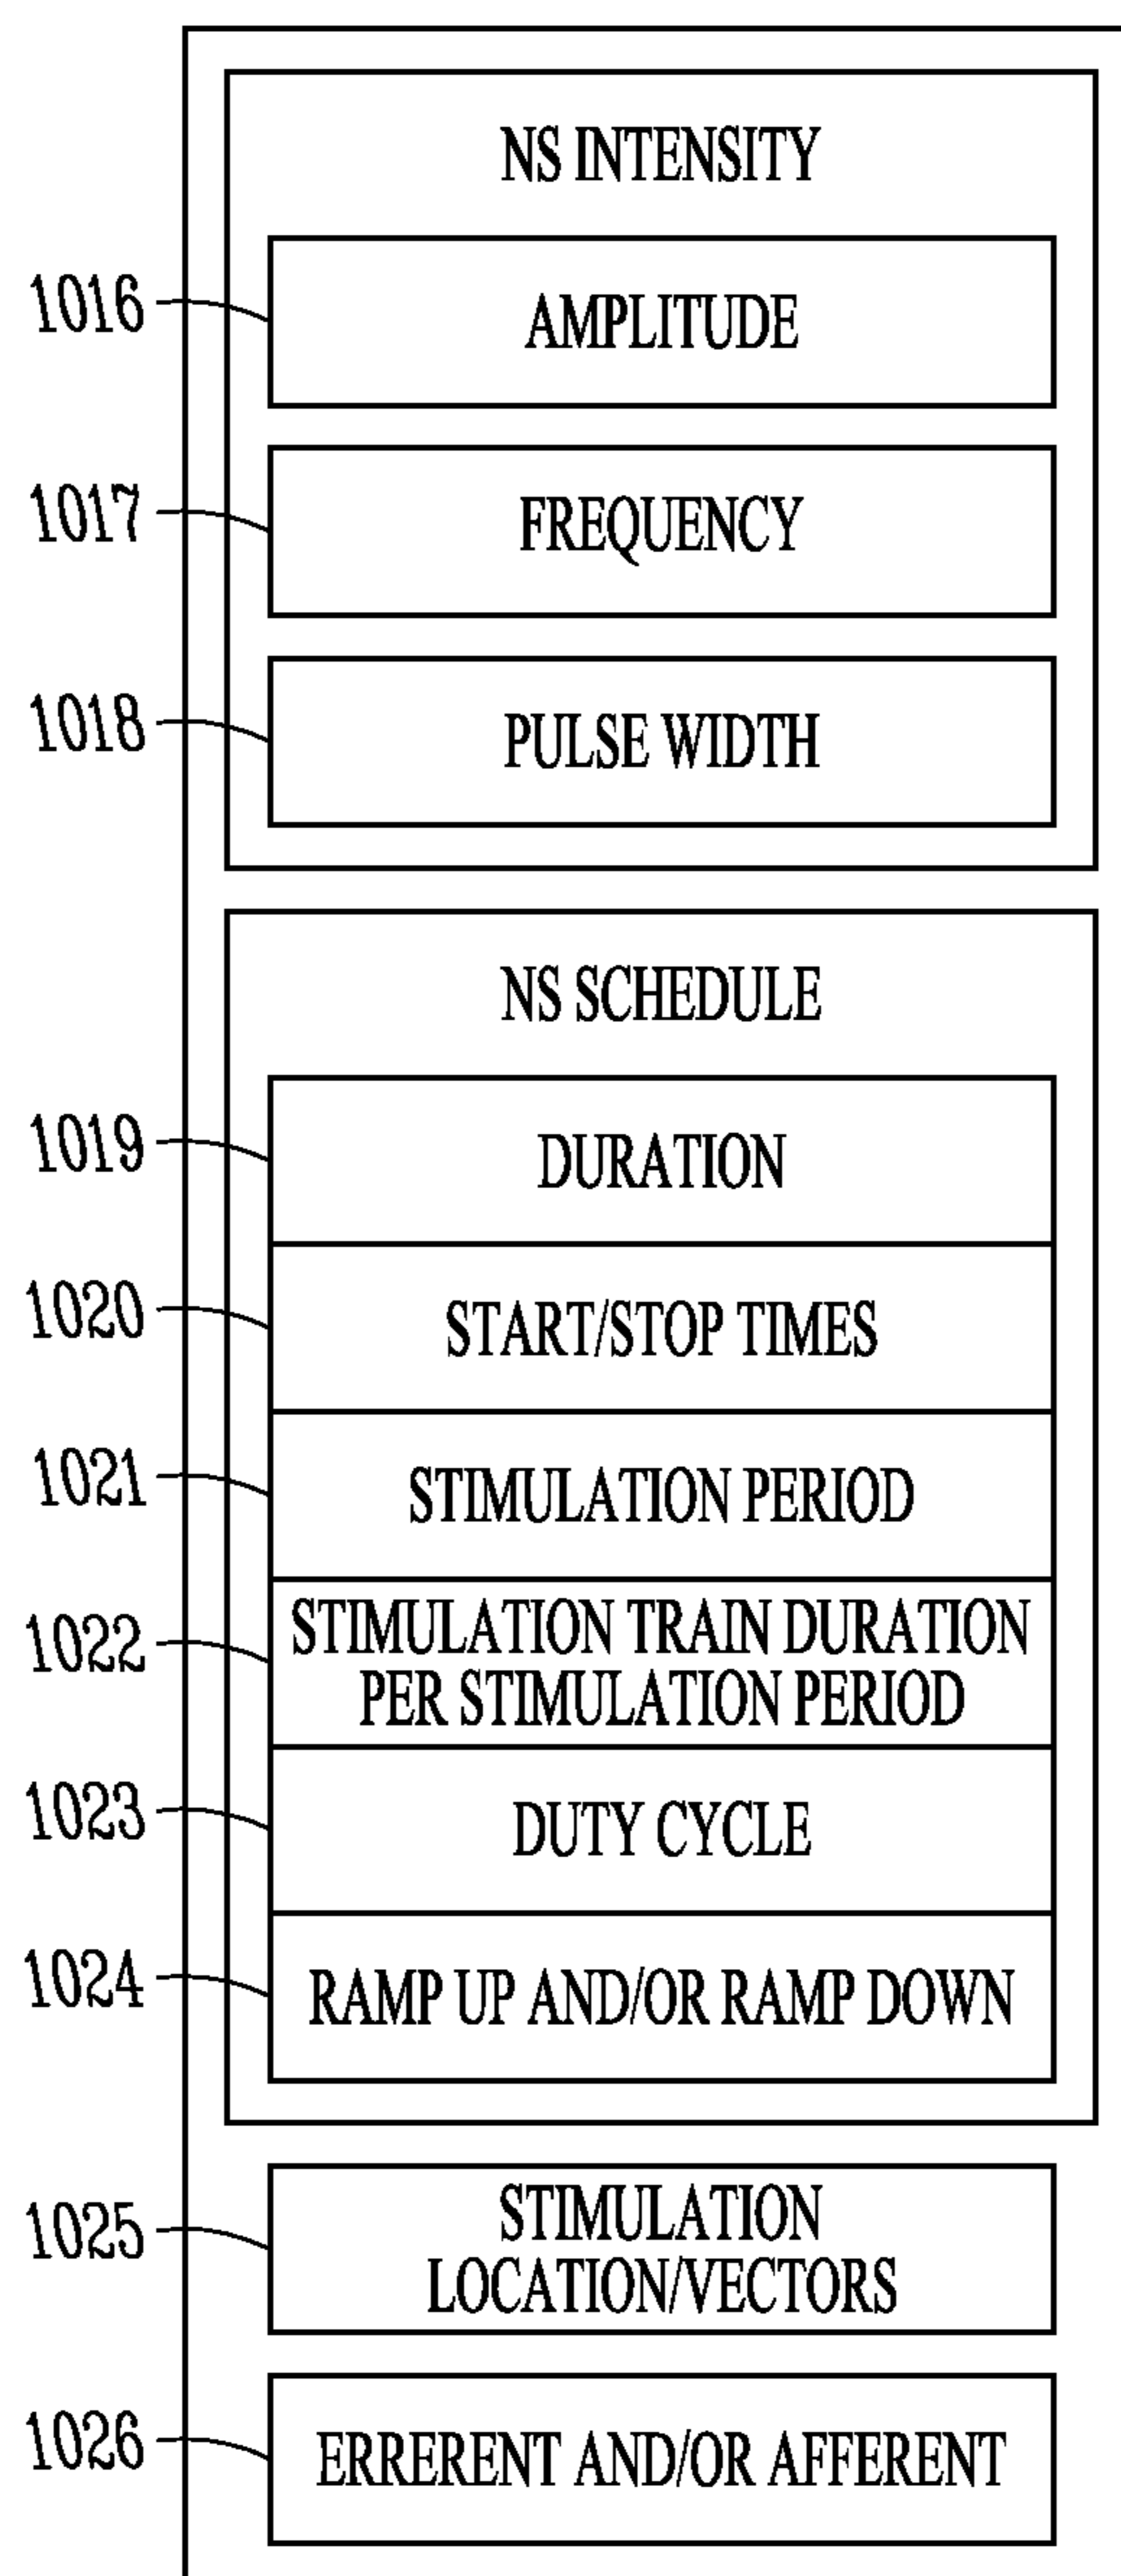 NS INTENSITY
1016
AMPLITUDE
1017
FREQUENCY
1018
PULSE WIDTH
NS SCHEDULE
1019
DURATION
1020
START/STOP TIMES
1021
STIMULATION PERIOD
1022
STIMULATION TRAIN DURATION
PER STIMULATION PERIOD
1023
DUTY CYCLE
1024
RAMP UP AND/OR RAMP DOWN
1025
STIMULATION
LOCATION/VECTORS
1026
ERRERENT AND/OR AFFERENT